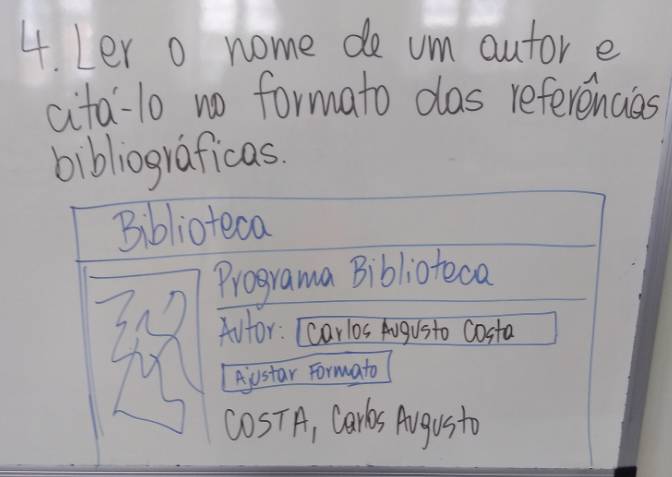 4. Ler o nome de um autor e
citá-lo no formato das referências
bibliográficas.
Biblioteca
Programa Biblioteca
Autor: Carlos Augusto Costa
Ajustar Formato
COSTA, Carlos Augusto